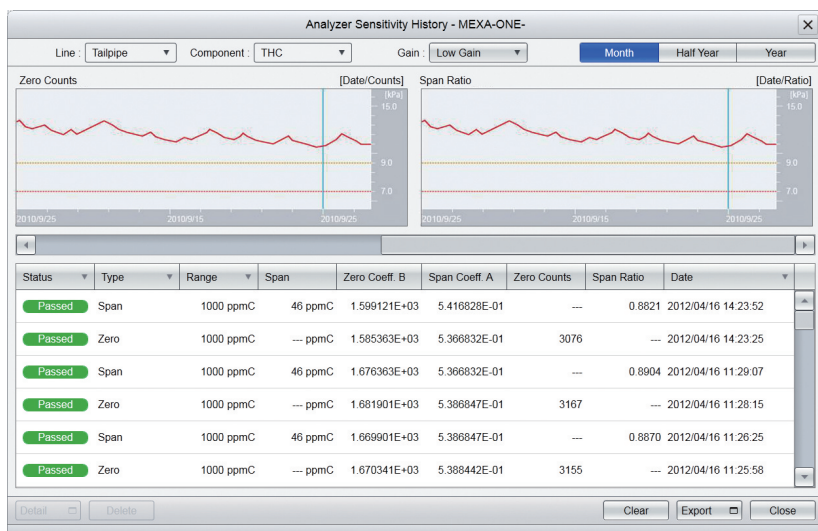 Analyzer Sensitivity History - MEXA-ONE-
Line : Tailpipe Component : THC Gain : Low Gain Month Half Year Year
Zero Counts [Date/Counts] Span Ratio [Date/Ratio]
[kPa] [kPa]
15.0 15.0
9.0 9.0
7.0 7.0
2010/9/25 2010/9/15 2010/9/25 2010/9/25 2010/9/15 2010/9/25
Status Type Range Span Zero Coeff. B Span Coeff. A Zero Counts Span Ratio Date
Passed Span 1000 ppmC 46 ppmC 1.599121E+03 5.416828E-01 --- 0.8821 2012/04/16 14:23:52
Passed Zero 1000 ppmC --- ppmC 1.585363E+03 5.366832E-01 3076 --- 2012/04/16 14:23:25
Passed Span 1000 ppmC 46 ppmC 1.676363E+03 5.366832E-01 --- 0.8904 2012/04/16 11:29:07
Passed Zero 1000 ppmC --- ppmC 1.681901E+03 5.386847E-01 3167 --- 2012/04/16 11:28:15
Passed Span 1000 ppmC 46 ppmC 1.669901E+03 5.386847E-01 --- 0.8870 2012/04/16 11:26:25
Passed Zero 1000 ppmC --- ppmC 1.670341E+03 5.388442E-01 3155 --- 2012/04/16 11:25:58
Detail Delete Clear Export Close